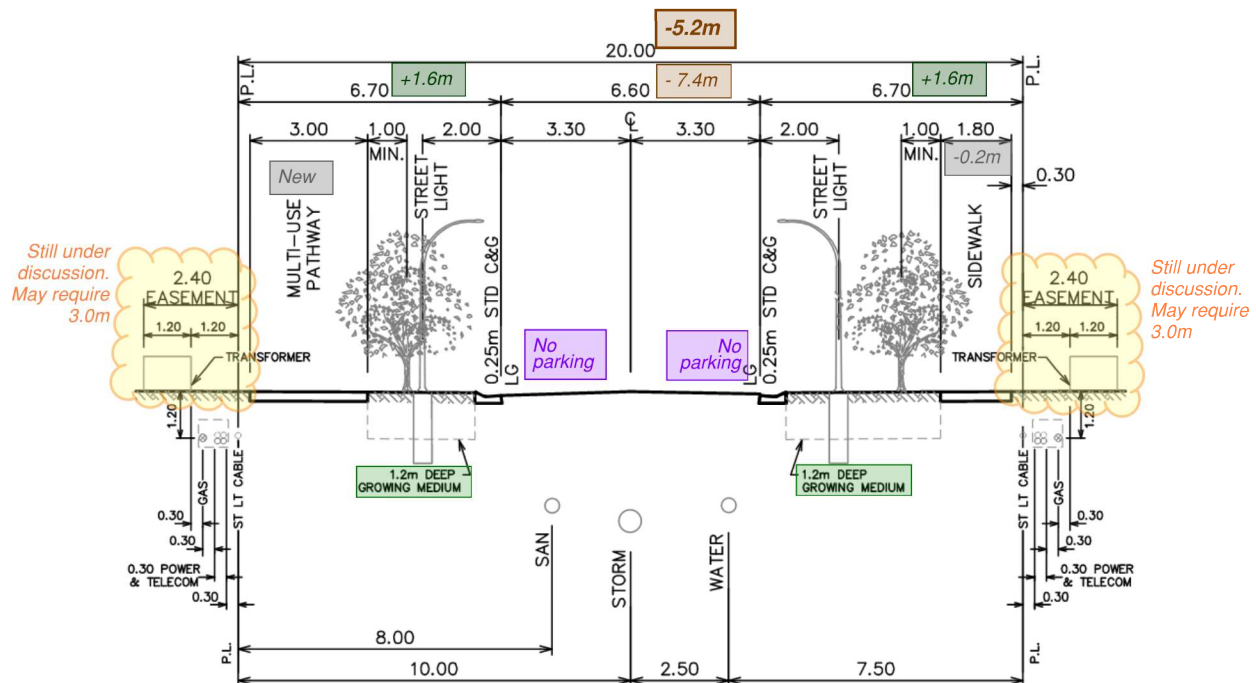 -5.2m
20.00
P.L.
P.L.
+1.6m
- 7.4m
+1.6m
6.70
6.60
6.70
℄
3.00
1.00
2.00
3.30
3.30
2.00
1.00
1.80
MIN.
MIN.
New
-0.2m
0.30
MULTI-USE
PATHWAY
STREET
LIGHT
0.25m STD C&G
LG
STREET
LIGHT
0.25m STD C&G
LG
SIDEWALK
Still under
discussion.
May require
3.0m
2.40
EASEMENT
1.20
1.20
TRANSFORMER
No
parking
No
parking
Still under
discussion.
May require
3.0m
2.40
EASEMENT
1.20
1.20
TRANSFORMER
1.20
1.20
1.2m DEEP
GROWING MEDIUM
1.2m DEEP
GROWING MEDIUM
GAS
ST LT CABLE
ST LT CABLE
GAS
0.30
0.30
0.30 POWER
& TELECOM
0.30
0.30
0.30
0.30 POWER
& TELECOM
0.30
SAN
STORM
WATER
8.00
P.L.
10.00
2.50
7.50
P.L.